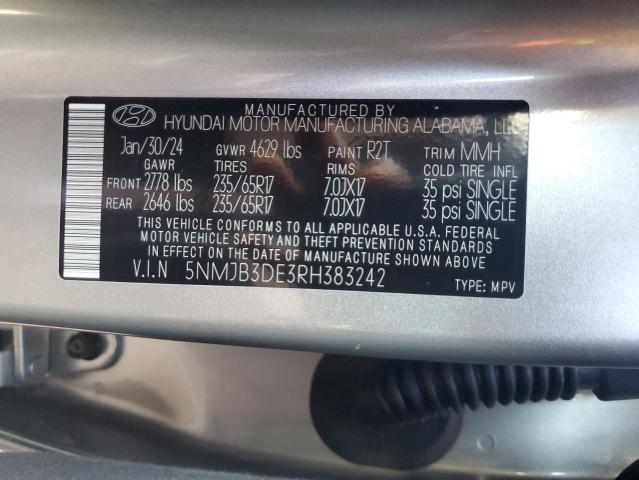 MANUFACTURED BY
HYUNDAI MOTOR MANUFACTURING ALABAMA, LLC
Jan/30/24 GVWR 4629 lbs PAINT R2T TRIM MMH
GAWR TIRES RIMS COLD TIRE INFL
FRONT 2778 lbs 235/65R17 7.0JX17 35 psi SINGLE
REAR 2646 lbs 235/65R17 7.0JX17 35 psi SINGLE
THIS VEHICLE CONFORMS TO ALL APPLICABLE U.S.A. FEDERAL
MOTOR VEHICLE SAFETY AND THEFT PREVENTION STANDARDS
IN EFFECT ON THE DATE OF MANUFACTURE SHOWN ABOVE.
V.I.N 5NMJB3DE3RH383242 TYPE: MPV